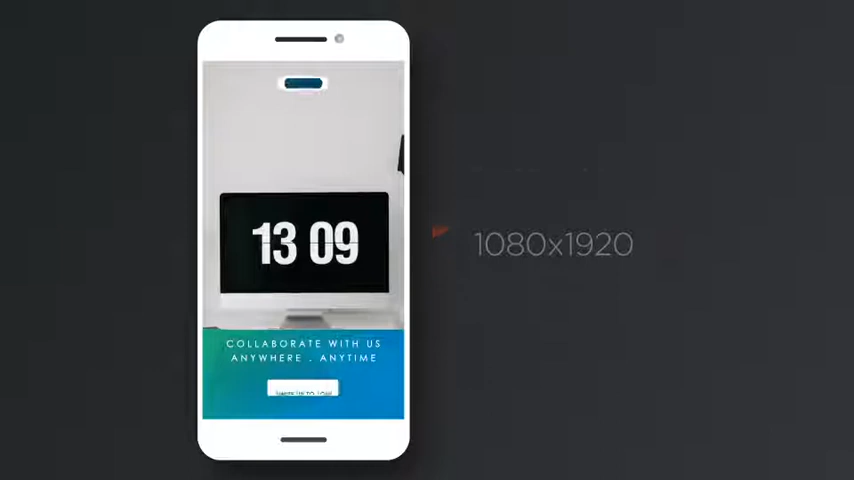 13 09
1080x1920
COLLABORATE WITH US
ANYWHERE . ANYTIME